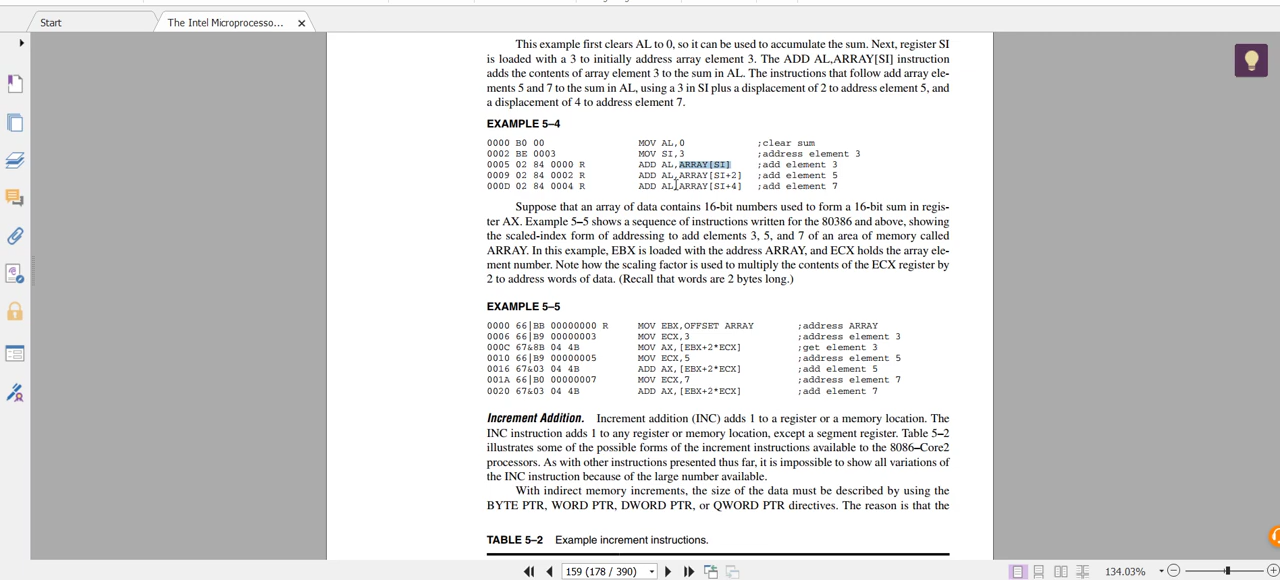 Start
The Intel Microprocesso...
This example first clears AL to 0, so it can be used to accumulate the sum. Next, register SI
is loaded with a 3 to initially address array element 3. The ADD AL,ARRAY[SI] instruction
adds the contents of array element 3 to the sum in AL. The instructions that follow add array ele-
ments 5 and 7 to the sum in AL, using a 3 in SI plus a displacement of 2 to address element 5, and
a displacement of 4 to address element 7.
EXAMPLE 5–4
0000 B0 00 MOV AL,0 ;clear sum
0002 BE 0003 MOV SI,3 ;address element 3
0005 02 84 0000 R ADD AL,ARRAY[SI] ;add element 3
0009 02 84 0002 R ADD AL,ARRAY[SI+2] ;add element 5
000D 02 84 0004 R ADD AL,ARRAY[SI+4] ;add element 7
Suppose that an array of data contains 16-bit numbers used to form a 16-bit sum in regis-
ter AX. Example 5–5 shows a sequence of instructions written for the 80386 and above, showing
the scaled-index form of addressing to add elements 3, 5, and 7 of an area of memory called
ARRAY. In this example, EBX is loaded with the address ARRAY, and ECX holds the array ele-
ment number. Note how the scaling factor is used to multiply the contents of the ECX register by
2 to address words of data. (Recall that words are 2 bytes long.)
EXAMPLE 5–5
0000 66|BB 00000000 R MOV EBX,OFFSET ARRAY ;address ARRAY
0006 66|B9 00000003 MOV ECX,3 ;address element 3
000C 67&8B 04 4B MOV AX,[EBX+2*ECX] ;get element 3
0010 66|B9 00000005 MOV ECX,5 ;address element 5
0016 67&03 04 4B ADD AX,[EBX+2*ECX] ;add element 5
001A 66|B0 00000007 MOV ECX,7 ;address element 7
0020 67&03 04 4B ADD AX,[EBX+2*ECX] ;add element 7
Increment Addition. Increment addition (INC) adds 1 to a register or a memory location. The
INC instruction adds 1 to any register or memory location, except a segment register. Table 5–2
illustrates some of the possible forms of the increment instructions available to the 8086–Core2
processors. As with other instructions presented thus far, it is impossible to show all variations of
the INC instruction because of the large number available.
With indirect memory increments, the size of the data must be described by using the
BYTE PTR, WORD PTR, DWORD PTR, or QWORD PTR directives. The reason is that the
TABLE 5–2 Example increment instructions.
159 (178 / 390)
134.03%